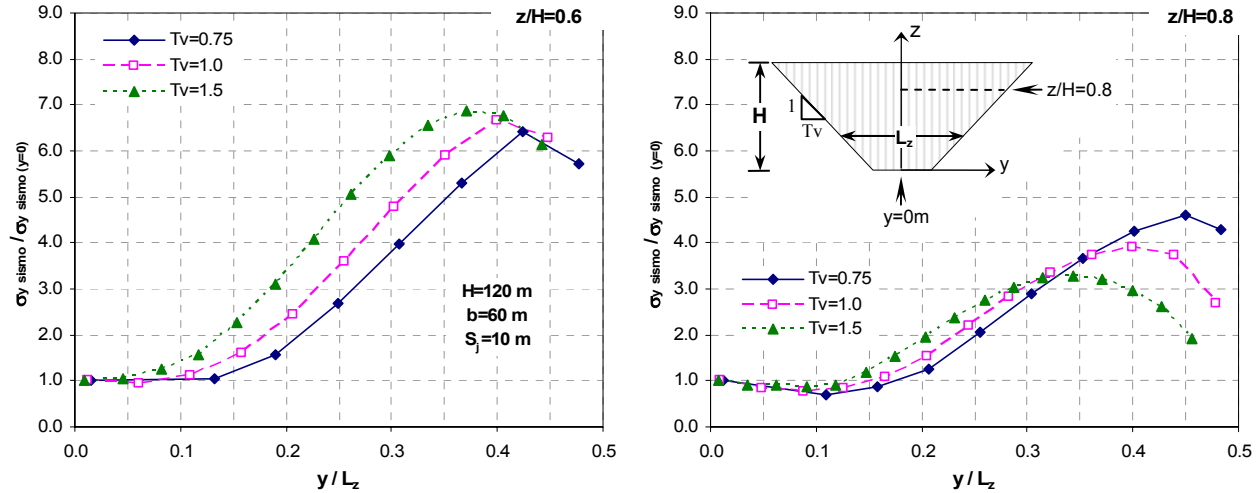 z/H=0.6
9.0
8.0
7.0
6.0
5.0
4.0
3.0
2.0
1.0
0.0
σy sismo / σy sismo (y=0)
Tv=0.75
Tv=1.0
Tv=1.5
H=120 m
b=60 m
Sj=10 m
0.0 0.1 0.2 0.3 0.4 0.5
y / Lz
z/H=0.8
9.0
8.0
7.0
6.0
5.0
4.0
3.0
2.0
1.0
0.0
σy sismo / σy sismo (y=0)
z
H
1
Tv
z/H=0.8
Lz
y
y=0m
Tv=0.75
Tv=1.0
Tv=1.5
0.0 0.1 0.2 0.3 0.4 0.5
y / Lz